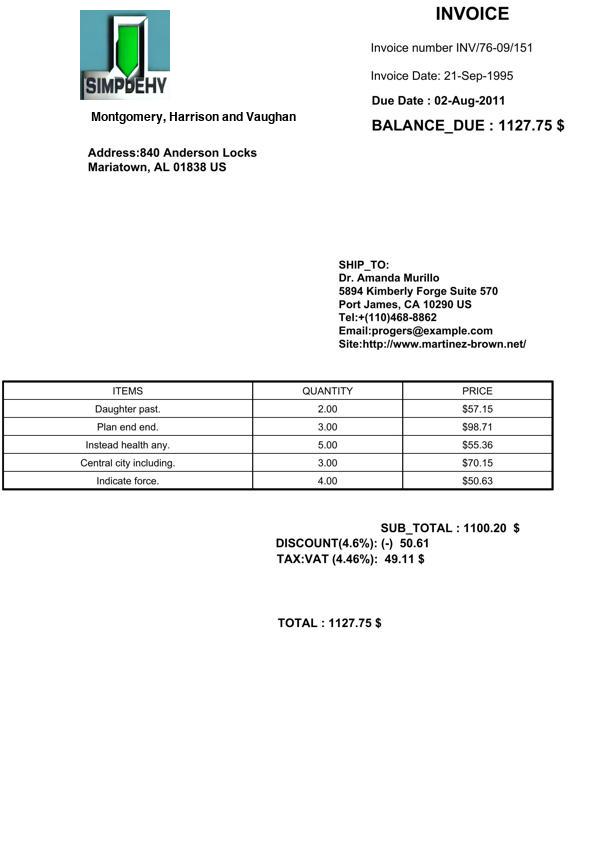 INVOICE
Invoice number INV/76-09/151
Invoice Date: 21-Sep-1995
Due Date : 02-Aug-2011
BALANCE_DUE : 1127.75 $
SIMPDEHY
Montgomery, Harrison and Vaughan
Address:840 Anderson Locks
Mariatown, AL 01838 US
SHIP_TO:
Dr. Amanda Murillo
5894 Kimberly Forge Suite 570
Port James, CA 10290 US
Tel:+(110)468-8862
Email:progers@example.com
Site:http://www.martinez-brown.net/
ITEMS QUANTITY PRICE
Daughter past. 2.00 $57.15
Plan end end. 3.00 $98.71
Instead health any. 5.00 $55.36
Central city including. 3.00 $70.15
Indicate force. 4.00 $50.63
SUB_TOTAL : 1100.20 $
DISCOUNT(4.6%): (-) 50.61
TAX:VAT (4.46%): 49.11 $
TOTAL : 1127.75 $